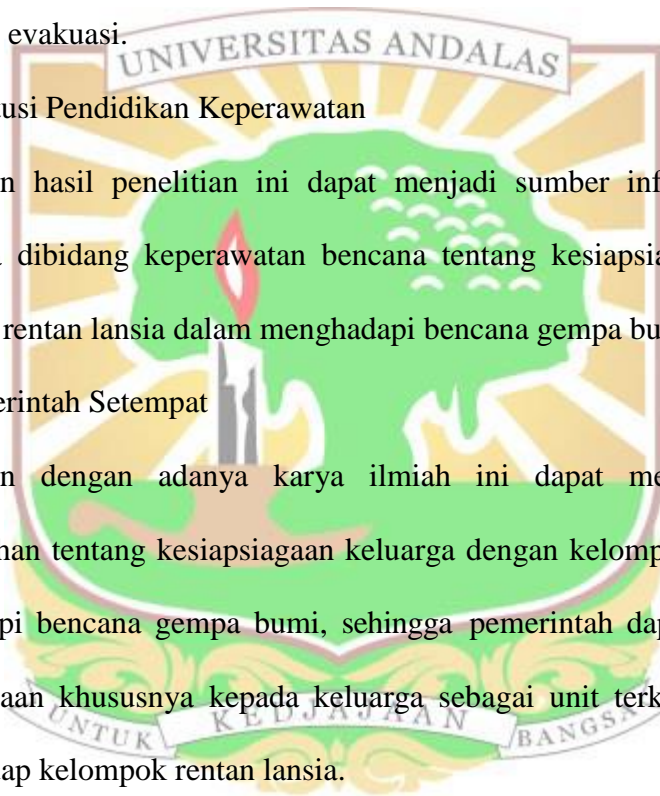 evakuasi.
UNIVERSITAS ANDALAS
tusi Pendidikan Keperawatan
n hasil penelitian ini dapat menjadi sumber inf
dibidang keperawatan bencana tentang kesiapsia
rentan lansia dalam menghadapi bencana gempa bu
erintah Setempat
n dengan adanya karya ilmiah ini dapat me
han tentang kesiapsiagaan keluarga dengan kelomp
pi bencana gempa bumi, sehingga pemerintah dap
aan khususnya kepada keluarga sebagai unit terk
UNTUK KEDJAJAAN BANGSA
ap kelompok rentan lansia.